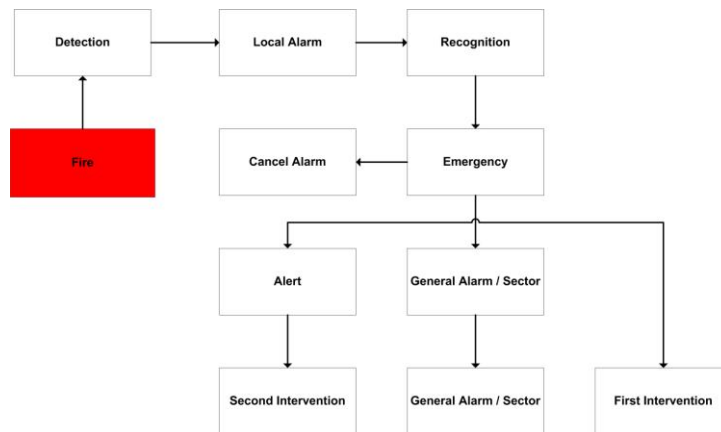 Detection
Local Alarm
Recognition
Fire
Cancel Alarm
Emergency
Alert
General Alarm / Sector
Second Intervention
General Alarm / Sector
First Intervention